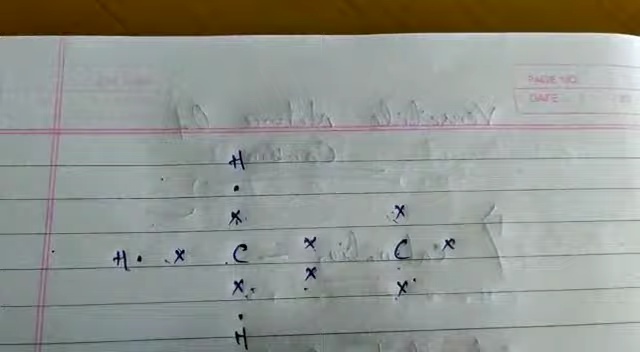 PAGE NO.
DATE
H
•
x x
H • x C x C x
x x x
•
H